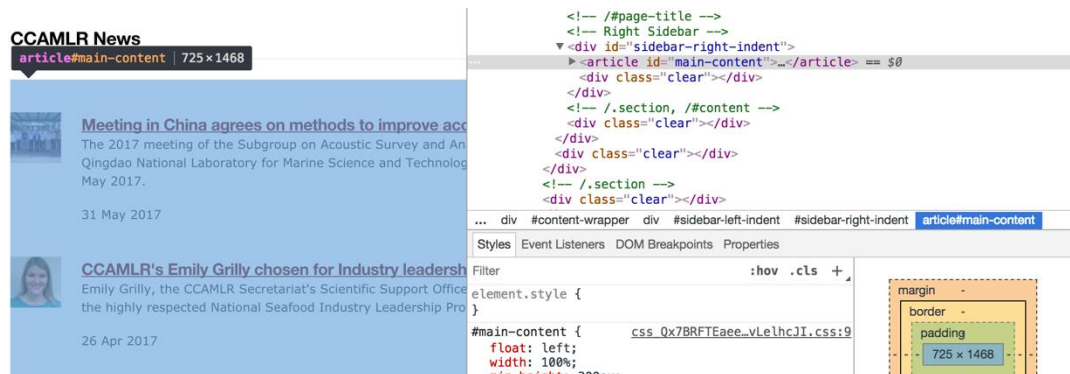 CCAMLR News
article#main-content | 725×1468
Meeting in China agrees on methods to improve acc
The 2017 meeting of the Subgroup on Acoustic Survey and An
Qingdao National Laboratory for Marine Science and Technolog
May 2017.
31 May 2017
CCAMLR's Emily Grilly chosen for Industry leadersh
Emily Grilly, the CCAMLR Secretariat's Scientific Support Office
the highly respected National Seafood Industry Leadership Pro
26 Apr 2017
<!-- /#page-title -->
<!-- Right Sidebar -->
▼<div id="sidebar-right-indent">
... ▶<article id="main-content">…</article> == $0
<div class="clear"></div>
</div>
<!-- /.section, /#content -->
<div class="clear"></div>
</div>
<div class="clear"></div>
</div>
<!-- /.section -->
<div class="clear"></div>
... div #content-wrapper div #sidebar-left-indent #sidebar-right-indent article#main-content
Styles Event Listeners DOM Breakpoints Properties
Filter :hov .cls +
element.style {
}
#main-content { css_Qx7BRFTEaee…vLelhcJI.css:9
float: left;
width: 100%;
margin -
border -
padding
- - 725 × 1468 - -